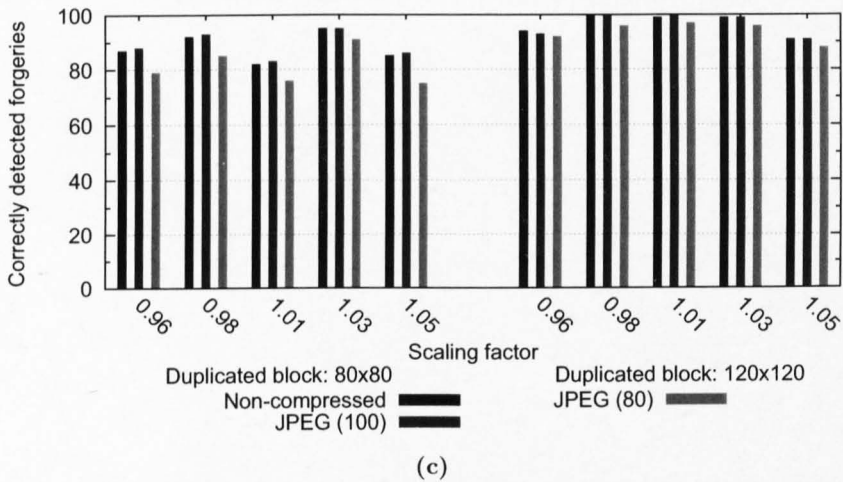 100
80
60
40
20
0
Correctly detected forgeries
0.96 0.98 1.01 1.03 1.05 0.96 0.98 1.01 1.03 1.05
Scaling factor
Duplicated block: 80x80 Duplicated block: 120x120
Non-compressed JPEG (80)
JPEG (100)
(c)